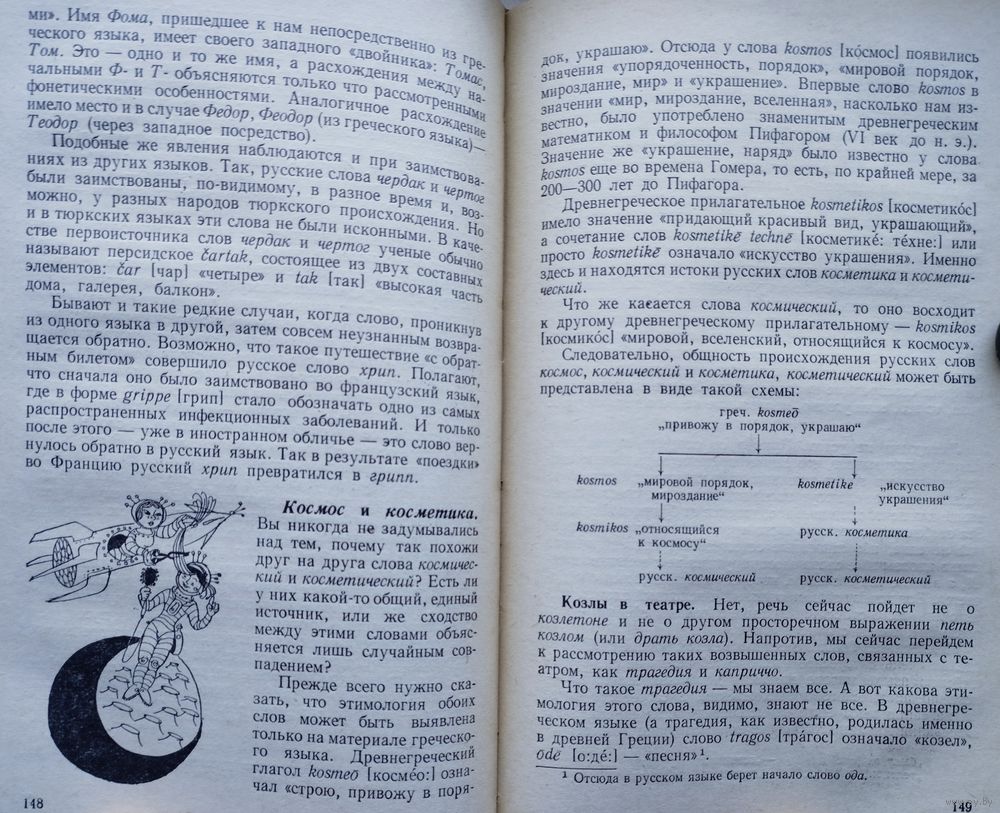 ми». Имя Фома, пришедшее к нам непосредственно из гре-
ческого языка, имеет своего западного «двойника»: Томас,
Том. Это — одно и то же имя, а расхождения между на-
чальными Ф- и Т- объясняются только что рассмотренными
фонетическими особенностями. Аналогичное расхождение
имело место и в случае Федор, Феодор (из греческого языка)—
Теодор (через западное посредство).
Подобные же явления наблюдаются и при заимствова-
ниях из других языков. Так, русские слова чердак и чертог
были заимствованы, по-видимому, в разное время и, воз-
можно, у разных народов тюркского происхождения. Но
и в тюркских языках эти слова не были исконными. В каче-
стве первоисточника слов чердак и чертог ученые обычно
называют персидское čartak, состоящее из двух составных
элементов: čar [чар] «четыре» и tak [так] «высокая часть
дома, галерея, балкон».
Бывают и такие редкие случаи, когда слово, проникнув
из одного языка в другой, затем совсем неузнанным возвра-
щается обратно. Возможно, что такое путешествие «с обрат-
ным билетом» совершило русское слово хрип. Полагают,
что сначала оно было заимствовано во французский язык,
где в форме grippe [грип] стало обозначать одно из самых
распространенных инфекционных заболеваний. И только
после этого — уже в иностранном обличье — это слово вер-
нулось обратно в русский язык. Так в результате «поездки»
во Францию русский хрип превратился в грипп.
Космос и косметика.
Вы никогда не задумывались
над тем, почему так похожи
друг на друга слова космичес-
кий и косметический? Есть ли
у них какой-то общий, единый
источник, или же сходство
между этими словами объяс-
няется лишь случайным сов-
падением?
Прежде всего нужно ска-
зать, что этимология обоих
слов может быть выявлена
только на материале греческо-
го языка. Древнегреческий
глагол kosmeō [космéо:] озна-
чал «строю, привожу в поря-
148
док, украшаю». Отсюда у слова kosmos [кóсмос] появились
значения «упорядоченность, порядок», «мировой порядок,
мироздание, мир» и «украшение». Впервые слово kosmos в
значении «мир, мироздание, вселенная», насколько нам из-
вестно, было употреблено знаменитым древнегреческим
математиком и философом Пифагором (VI век до н. э.).
Значение же «украшение, наряд» было известно у слова
kosmos еще во времена Гомера, то есть, по крайней мере, за
200—300 лет до Пифагора.
Древнегреческое прилагательное kosmetikos [косметикóс]
имело значение «придающий красивый вид, украшающий»,
а сочетание слов kosmetikē technē [косметикé: тéхне:] или
просто kosmetikē означало «искусство украшения». Именно
здесь и находятся истоки русских слов косметика и космети-
ческий.
Что же касается слова космический, то оно восходит
к другому древнегреческому прилагательному — kosmikos
[космикóс] «мировой, вселенский, относящийся к космосу».
Следовательно, общность происхождения русских слов
космос, космический и косметика, косметический может быть
представлена в виде такой схемы:
греч. kosmeō
„привожу в порядок, украшаю“
kosmos „мировой порядок, kosmetike „искусство
мироздание“ украшения“
kosmikos „относящийся русск. косметика
к космосу“
русск. космический русск. косметический
Козлы в театре. Нет, речь сейчас пойдет не о
козлетоне и не о другом просторечном выражении петь
козлом (или драть козла). Напротив, мы сейчас перейдем
к рассмотрению таких возвышенных слов, связанных с те-
атром, как трагедия и каприччо.
Что такое трагедия — мы знаем все. А вот какова эти-
мология этого слова, видимо, знают не все. В древнегре-
ческом языке (а трагедия, как известно, родилась именно
в древней Греции) слово tragos [трáгос] означало «козел»,
ōdē [о:дé:] — «песня» ¹.
¹ Отсюда в русском языке берет начало слово ода.
149